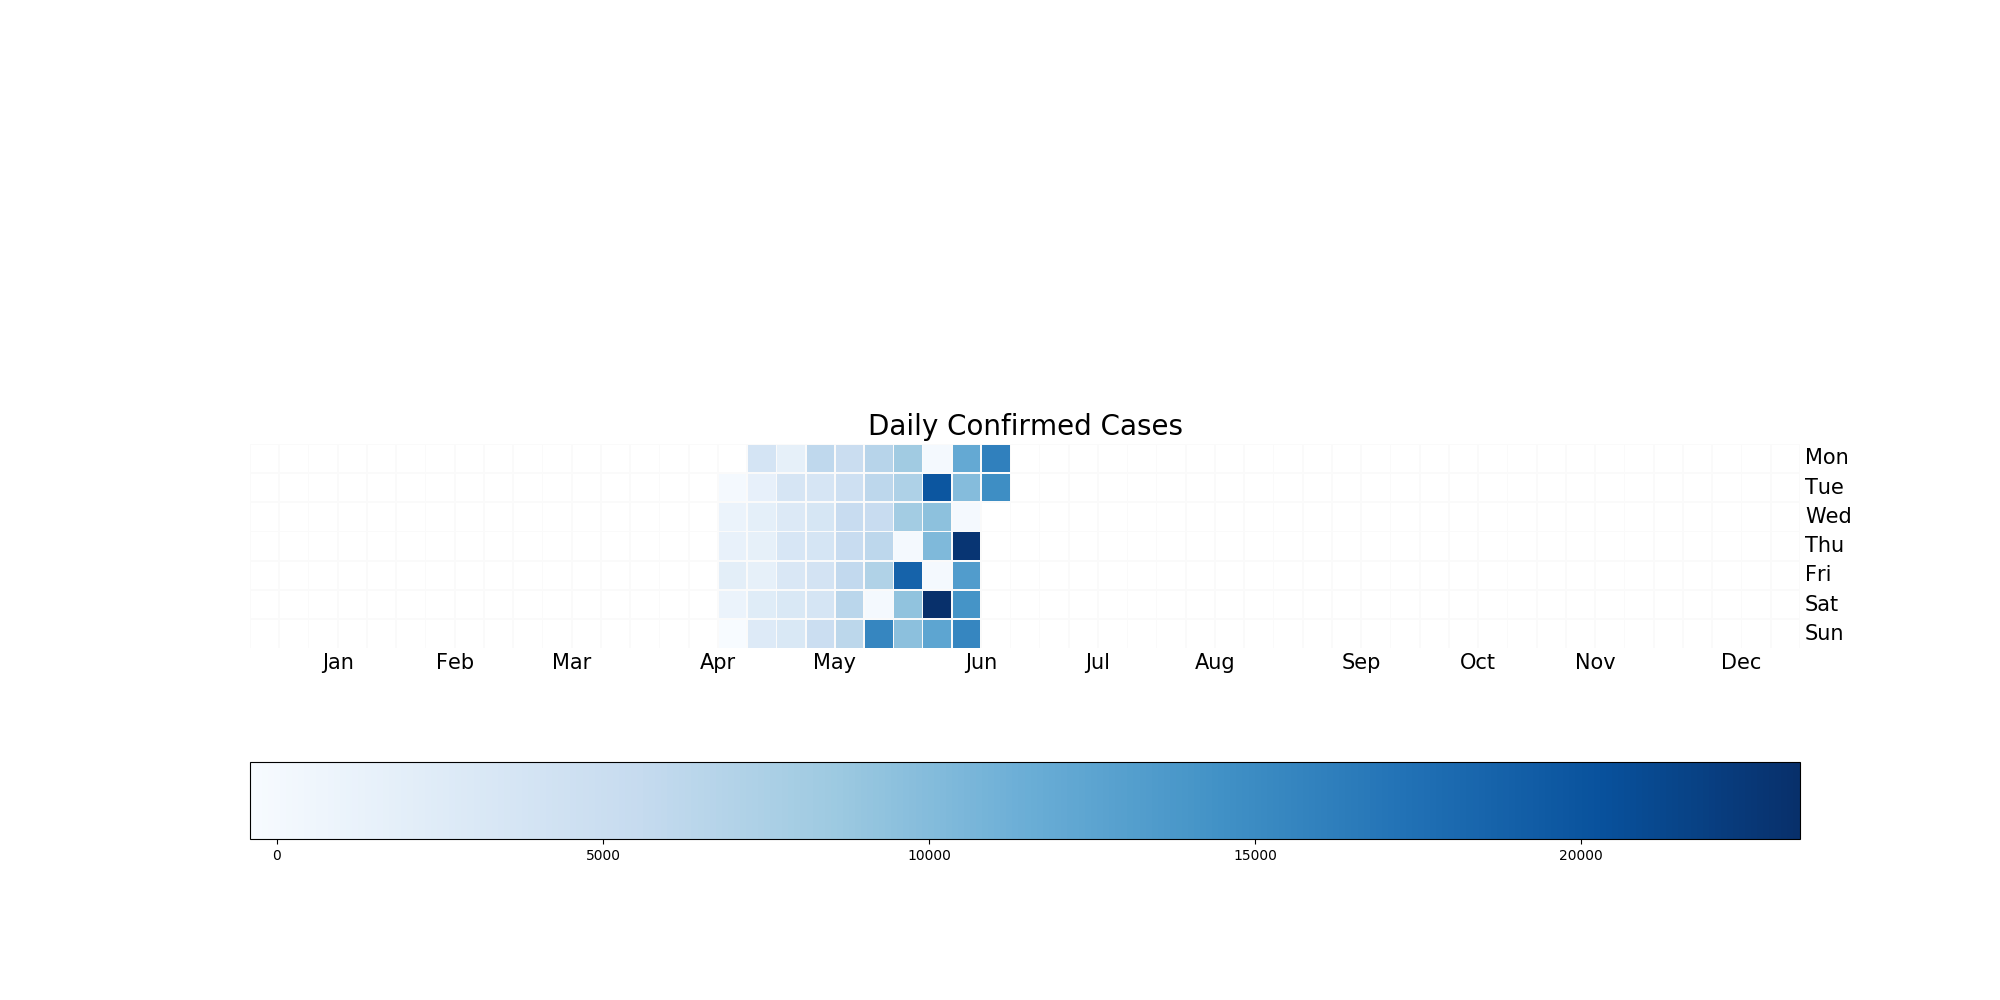 Daily Confirmed Cases
Mon
Tue
Wed
Thu
Fri
Sat
Sun
Jan Feb Mar Apr May Jun Jul Aug Sep Oct Nov Dec
0 5000 10000 15000 20000